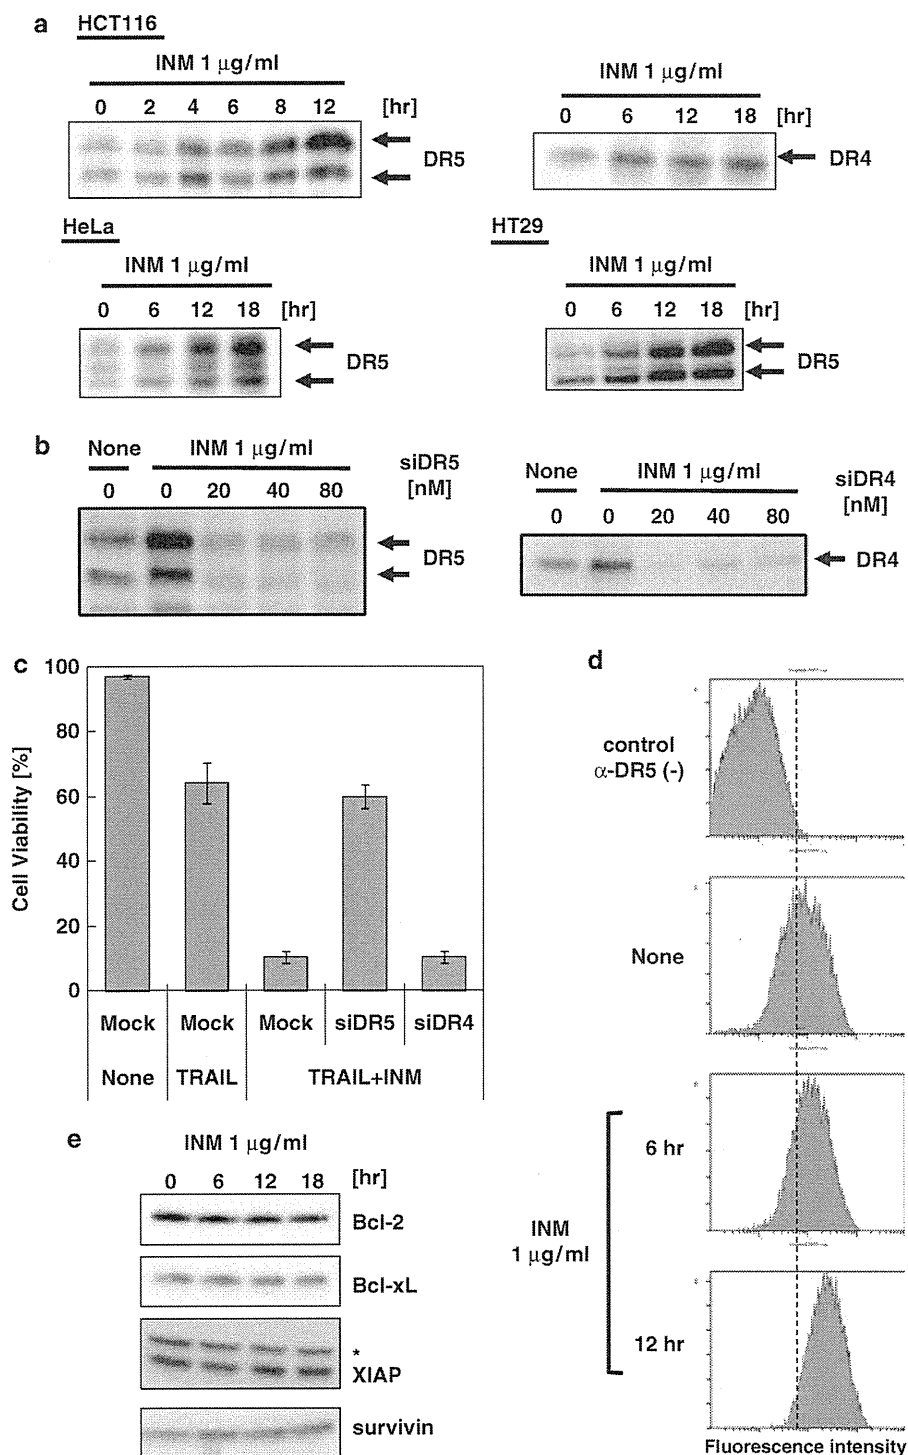 a HCT116
INM 1 μg/ml
0 2 4 6 8 12 [hr]
DR5
INM 1 μg/ml
0 6 12 18 [hr]
DR4
HeLa
INM 1 μg/ml
0 6 12 18 [hr]
DR5
HT29
INM 1 μg/ml
0 6 12 18 [hr]
DR5
b
None INM 1 μg/ml siDR5
0 0 20 40 80 [nM]
DR5
None INM 1 μg/ml siDR4
0 0 20 40 80 [nM]
DR4
c
Cell Viability [%]
100
80
60
40
20
0
Mock Mock Mock siDR5 siDR4
None TRAIL TRAIL+INM
d
control
α-DR5 (-)
None
6 hr
INM
1 μg/ml
12 hr
Fluorescence intensity
e
INM 1 μg/ml
0 6 12 18 [hr]
Bcl-2
Bcl-xL
*
XIAP
survivin